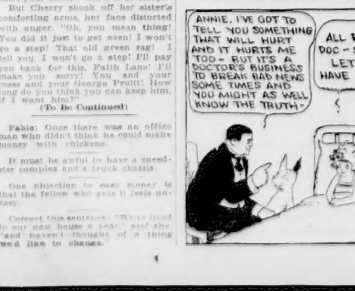 But Cherry shook off her sister's
comforting arms, her face distorted
with anger. "Oh, you mean thing!
You did it just to get even! I won't
go a step! That old green rag! I
tell you, I won't go a step! I'll pay
you back for this, Faith Lane! I'll
make you sorry! You and your
house and your George Pruitt! How
do you think you can keep him,
if I want him?"
(To Be Continued)
Fable: Once there was an office
man who didn't think he could make
money with chickens.
It must be awful to have a speed-
ster complex and a truck chassis.
One objection to easy money is
that the fellow who gets it feels un-
easy.
Correct this sentence: "We've lived
in our new house a year," said she,
"and haven't thought of a thing
we'd like to change."
ANNIE, I'VE GOT TO
TELL YOU SOMETHING
THAT WILL HURT
AND IT HURTS ME
TOO - BUT IT'S A
DOCTOR'S BUSINESS
TO BREAK BAD NEWS
SOME TIMES AND
YOU MIGHT AS WELL
KNOW THE TRUTH -
ALL
DOC -
LET
HAVE